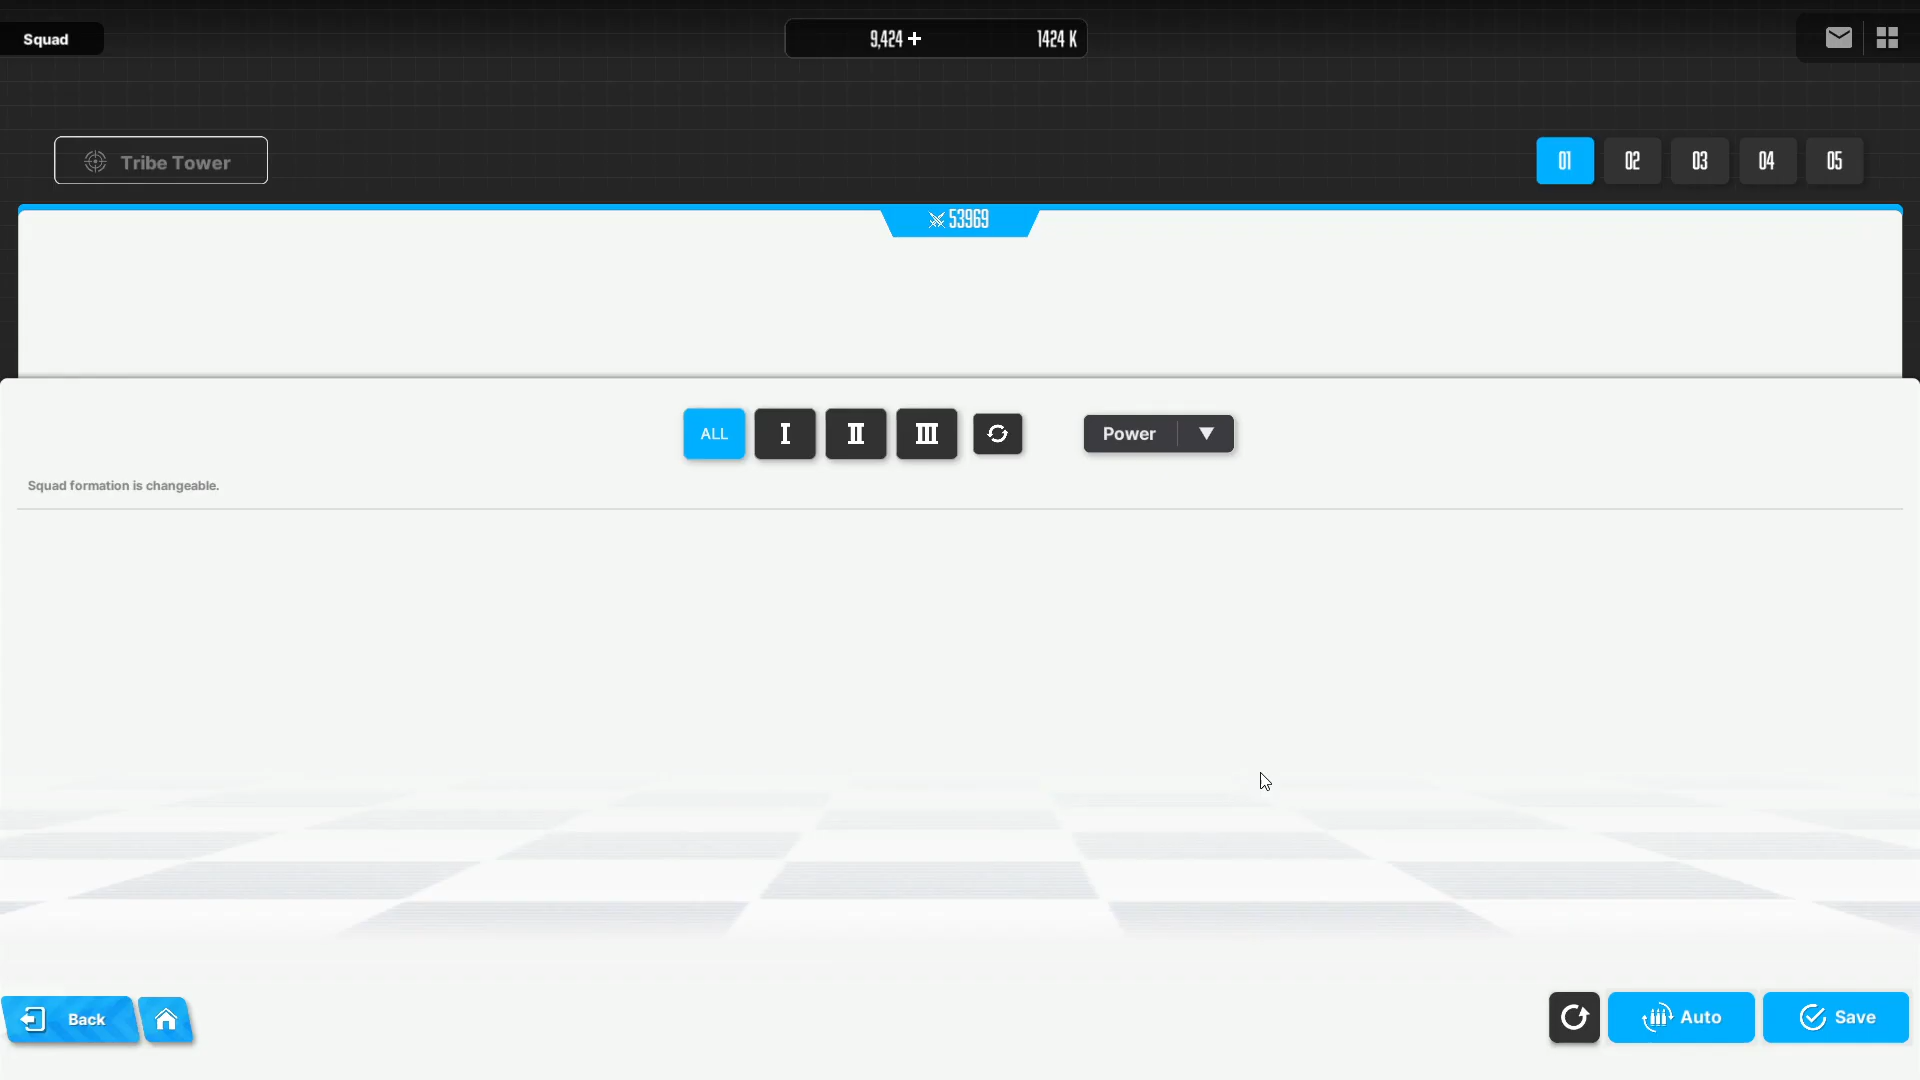 Squad
9,424 +
1424 K
Tribe Tower
01
02
03
04
05
53969
ALL
I
II
III
Power
Squad formation is changeable.
Back
Auto
Save